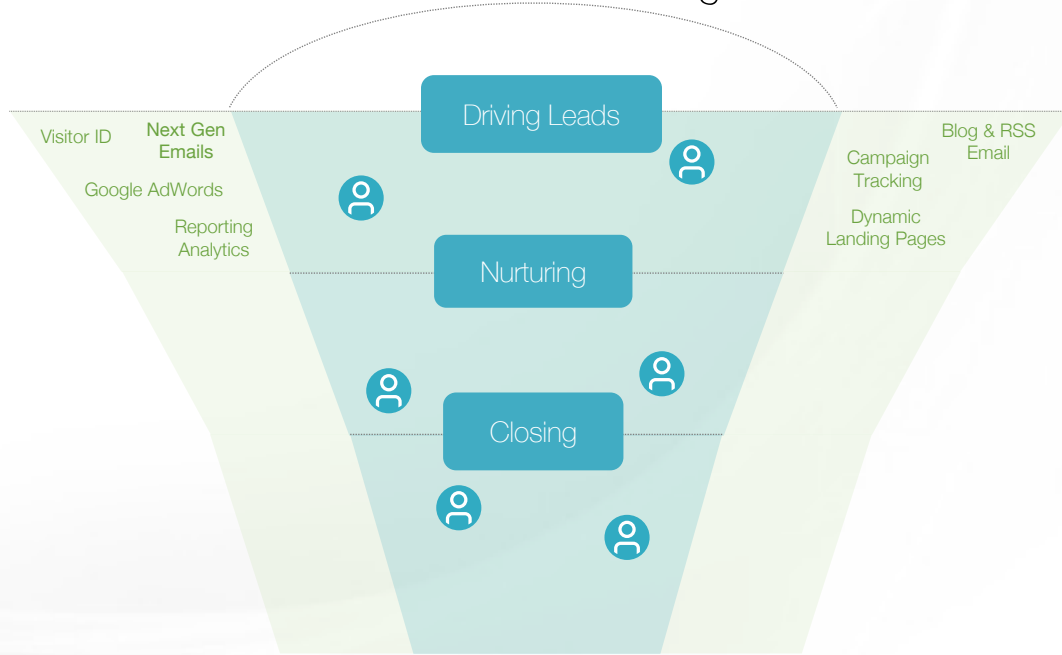 Driving Leads
Visitor ID
Next Gen
Emails
Google AdWords
Reporting
Analytics
Blog & RSS
Email
Campaign
Tracking
Dynamic
Landing Pages
Nurturing
Closing